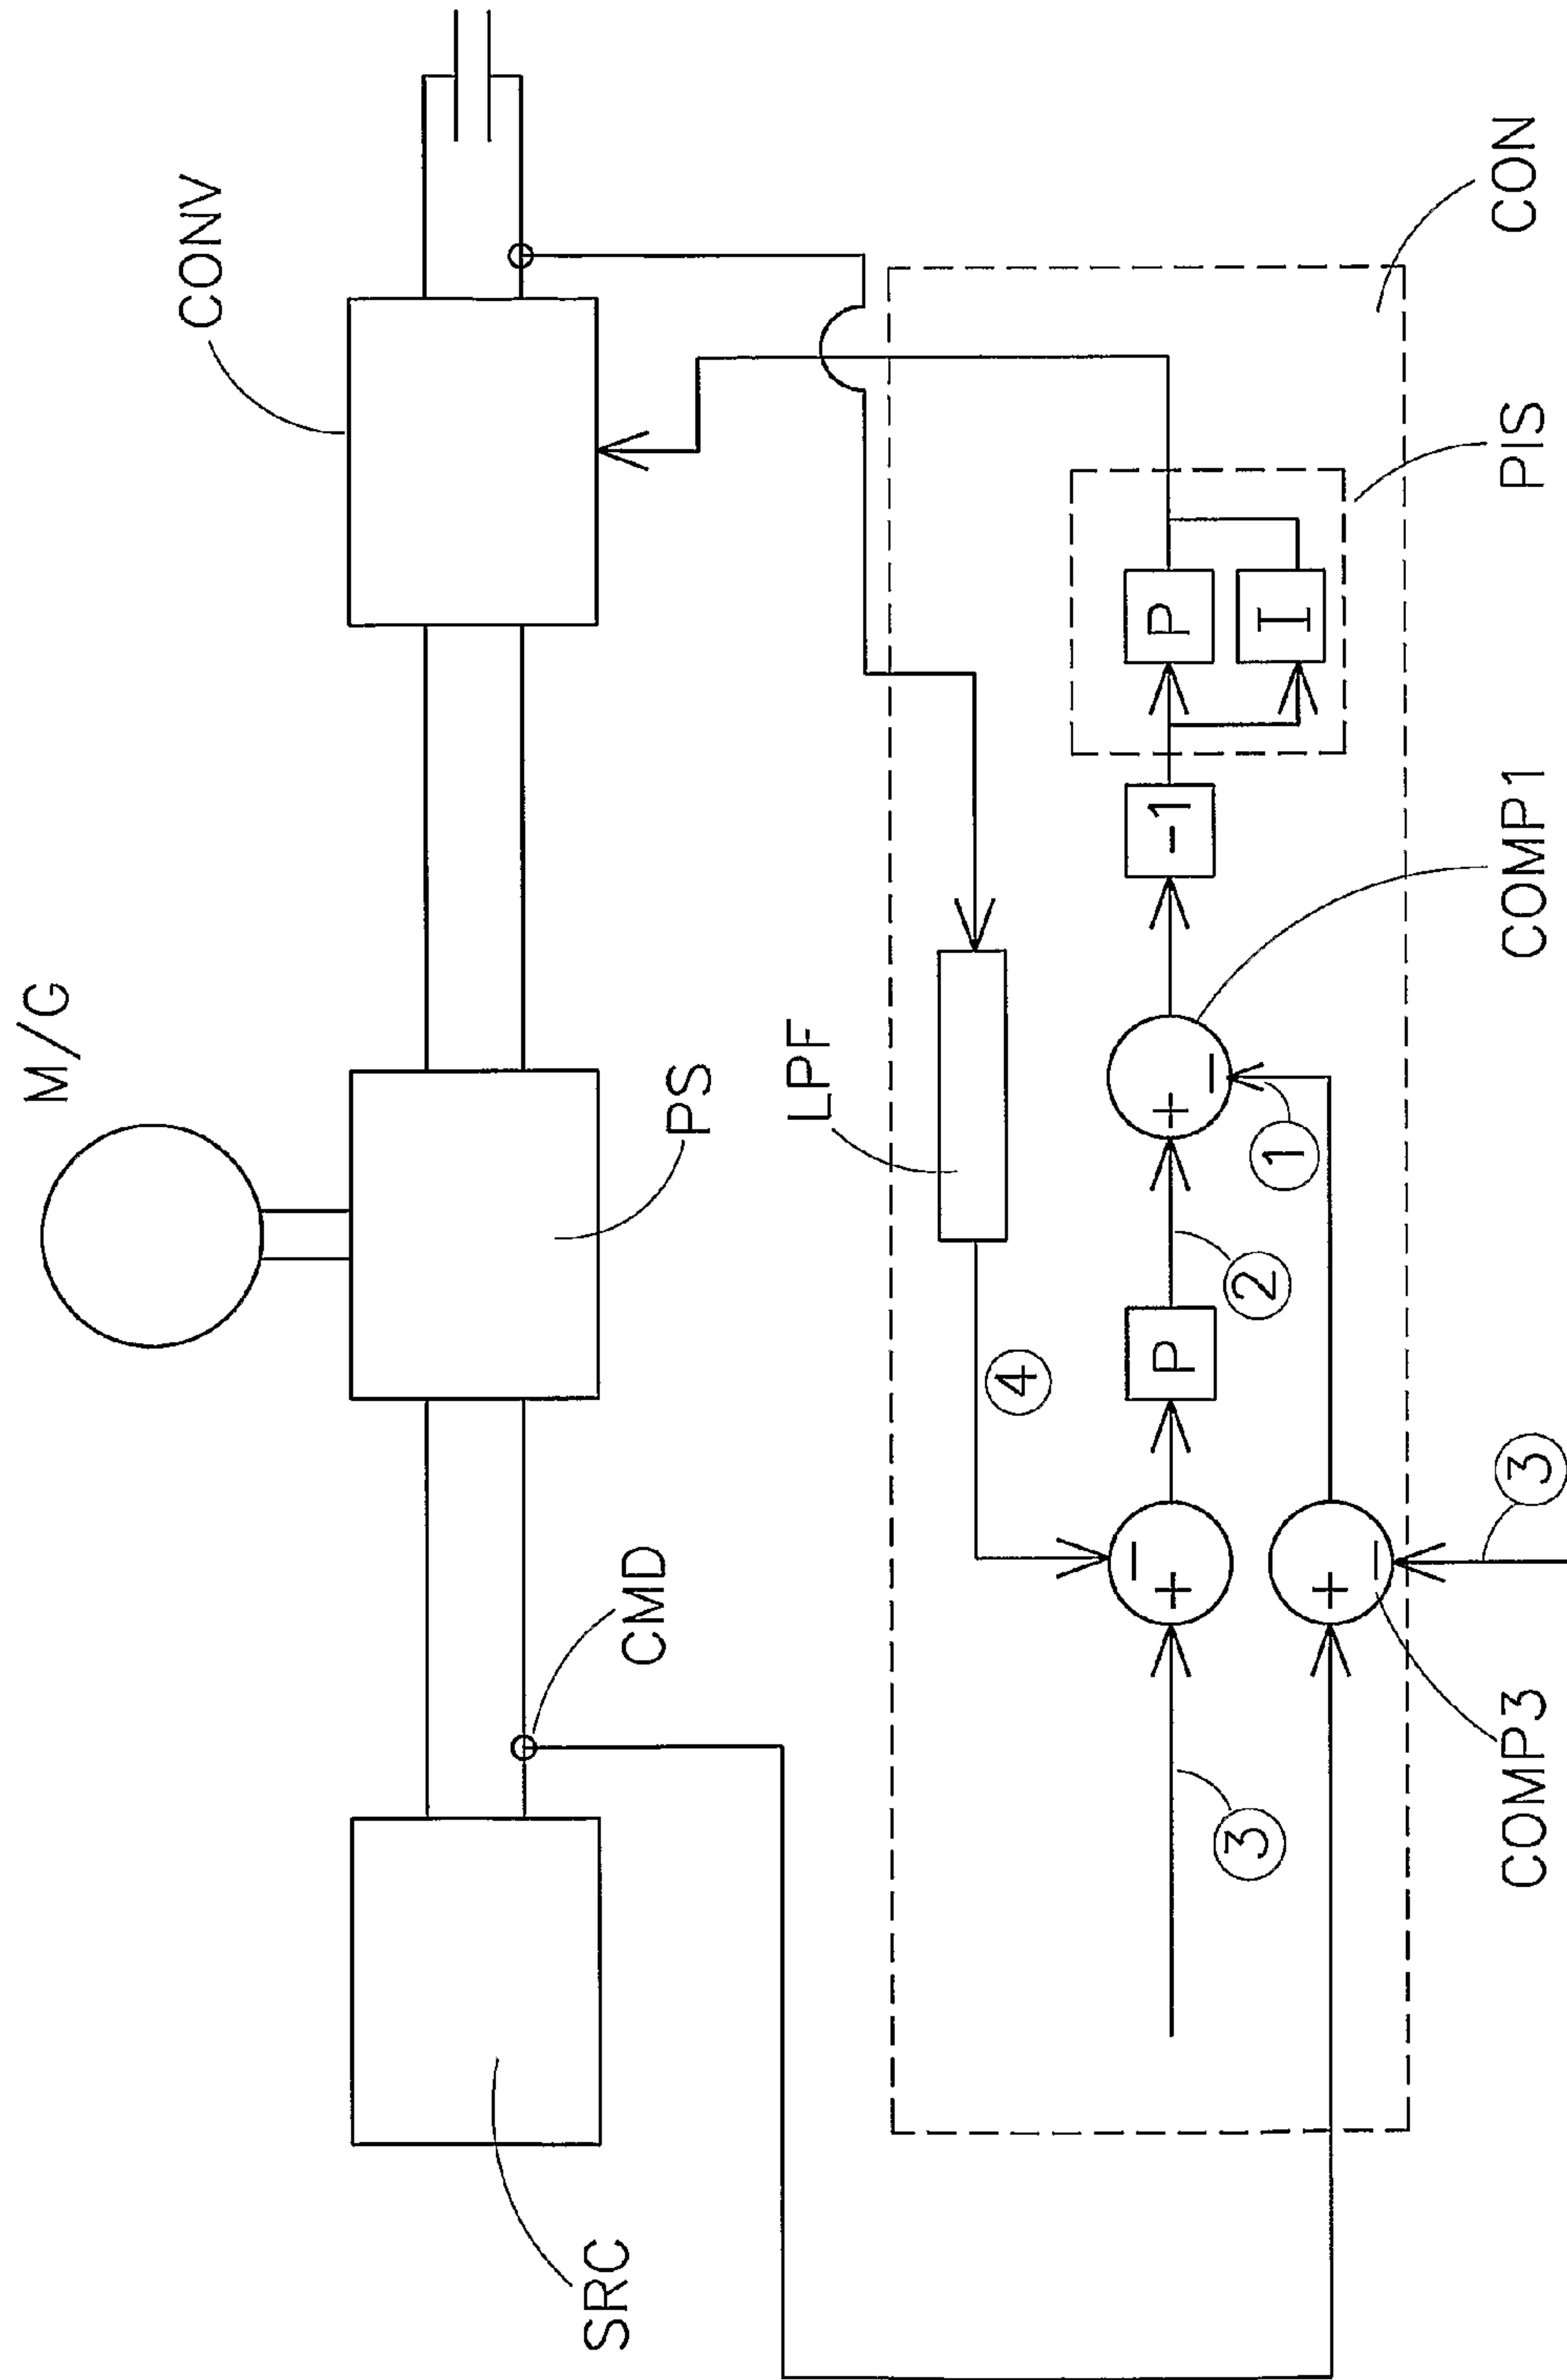 M/G
CONV
SRC
CMD
PS
LPF
4
3
+
−
P
2
+
−
1
-1
P
I
+
−
3
COMP3
COMP1
PIS
CON